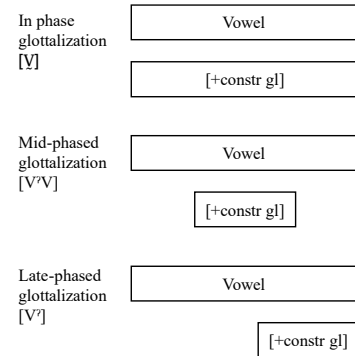 In phase
glottalization
[V̰]
Vowel
[+constr gl]
Mid-phased
glottalization
[VˀV]
Vowel
[+constr gl]
Late-phased
glottalization
[Vˀ]
Vowel
[+constr gl]